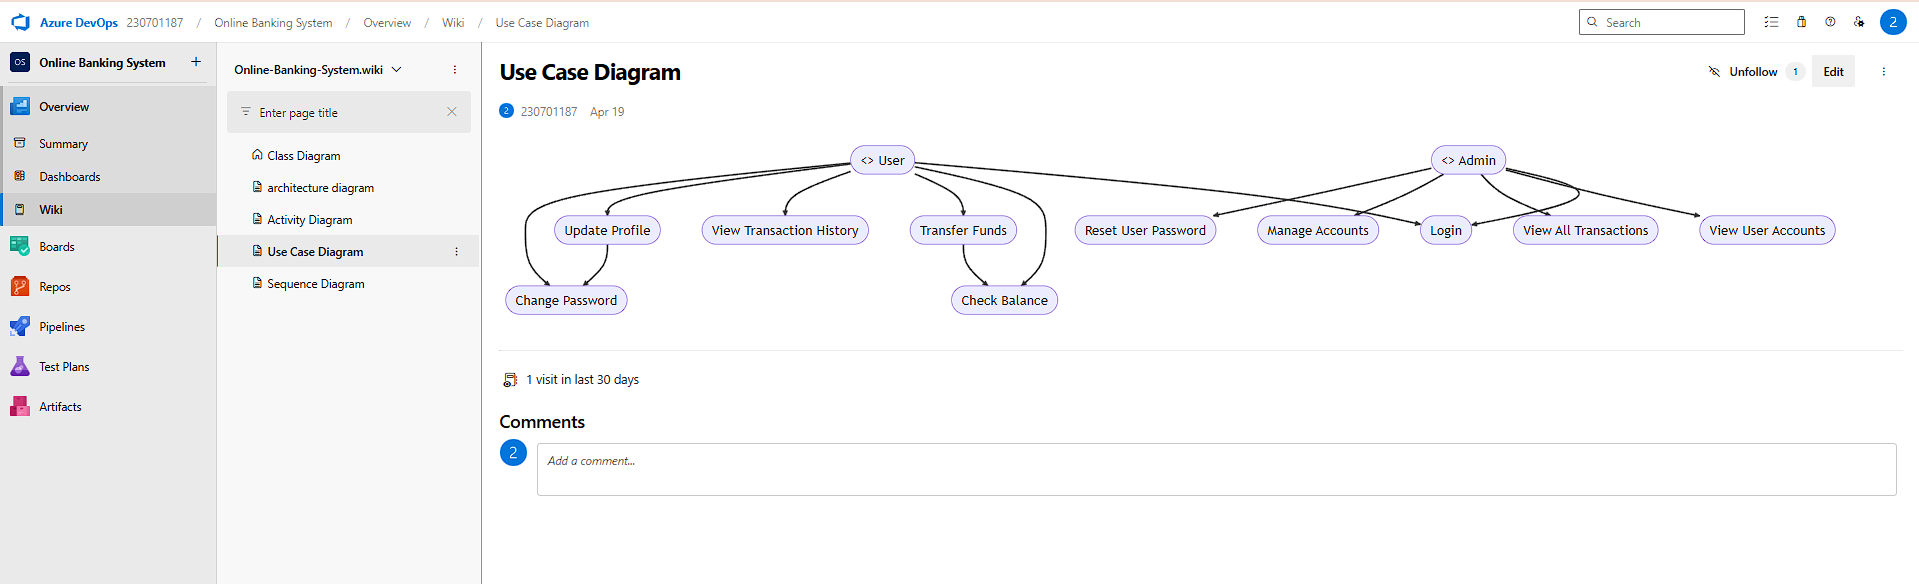 Azure DevOps 230701187 / Online Banking System / Overview / Wiki / Use Case Diagram
Search
2
OS Online Banking System +
Overview
Summary
Dashboards
Wiki
Boards
Repos
Pipelines
Test Plans
Artifacts
Online-Banking-System.wiki
Enter page title
Class Diagram
architecture diagram
Activity Diagram
Use Case Diagram
Sequence Diagram
Use Case Diagram
Unfollow 1 Edit
2 230701187 Apr 19
<> User
<> Admin
Update Profile
View Transaction History
Transfer Funds
Reset User Password
Manage Accounts
Login
View All Transactions
View User Accounts
Change Password
Check Balance
1 visit in last 30 days
Comments
2
Add a comment...